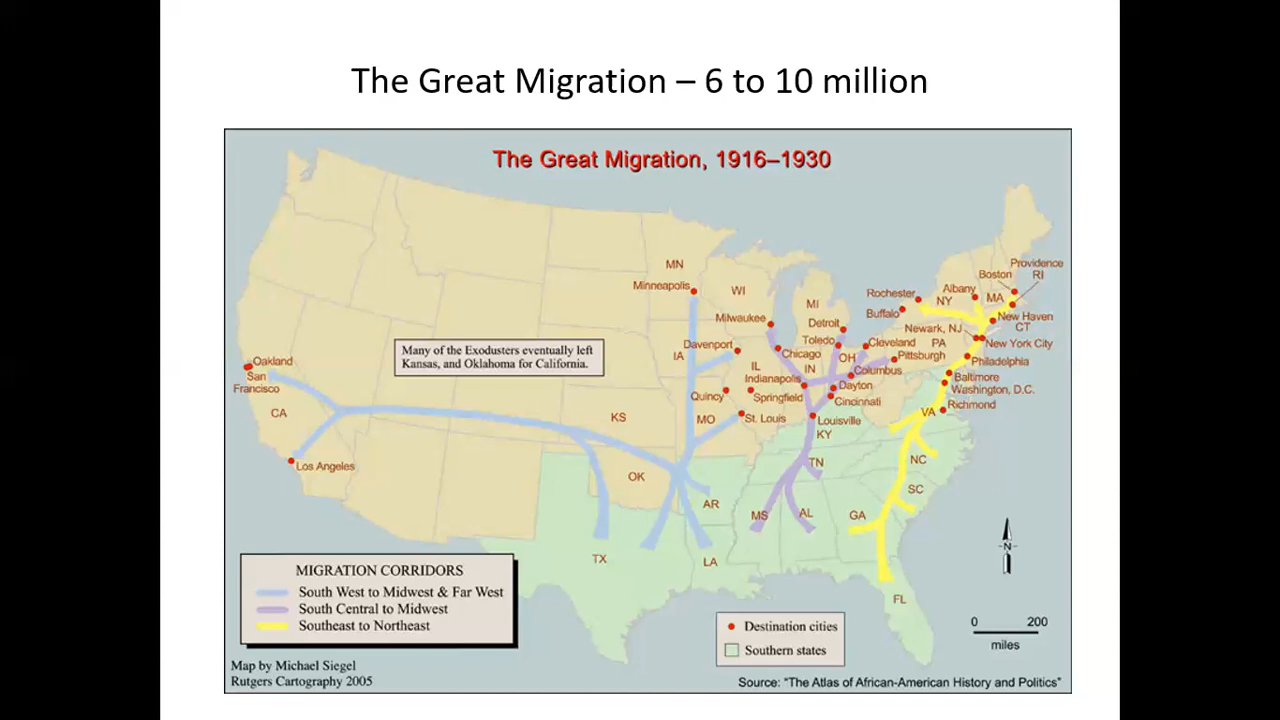 The Great Migration – 6 to 10 million
The Great Migration, 1916–1930
MN
Minneapolis
WI
Milwaukee
MI
Detroit
Toledo
Rochester
Buffalo
Albany
NY
Boston
MA
Providence
RI
New Haven
CT
Newark, NJ
New York City
PA
Philadelphia
Cleveland
Pittsburgh
OH
Columbus
Baltimore
Washington, D.C.
Richmond
VA
Davenport
IA
Chicago
IL
IN
Indianapolis
Dayton
Cincinnati
Quincy
Springfield
MO
St. Louis
Louisville
KY
Many of the Exodusters eventually left
Kansas, and Oklahoma for California.
Oakland
San
Francisco
CA
Los Angeles
KS
OK
TN
NC
SC
AR
MS
AL
GA
TX
LA
FL
N
MIGRATION CORRIDORS
South West to Midwest & Far West
South Central to Midwest
Southeast to Northeast
Destination cities
Southern states
0 200
miles
Map by Michael Siegel
Rutgers Cartography 2005
Source: “The Atlas of African-American History and Politics”